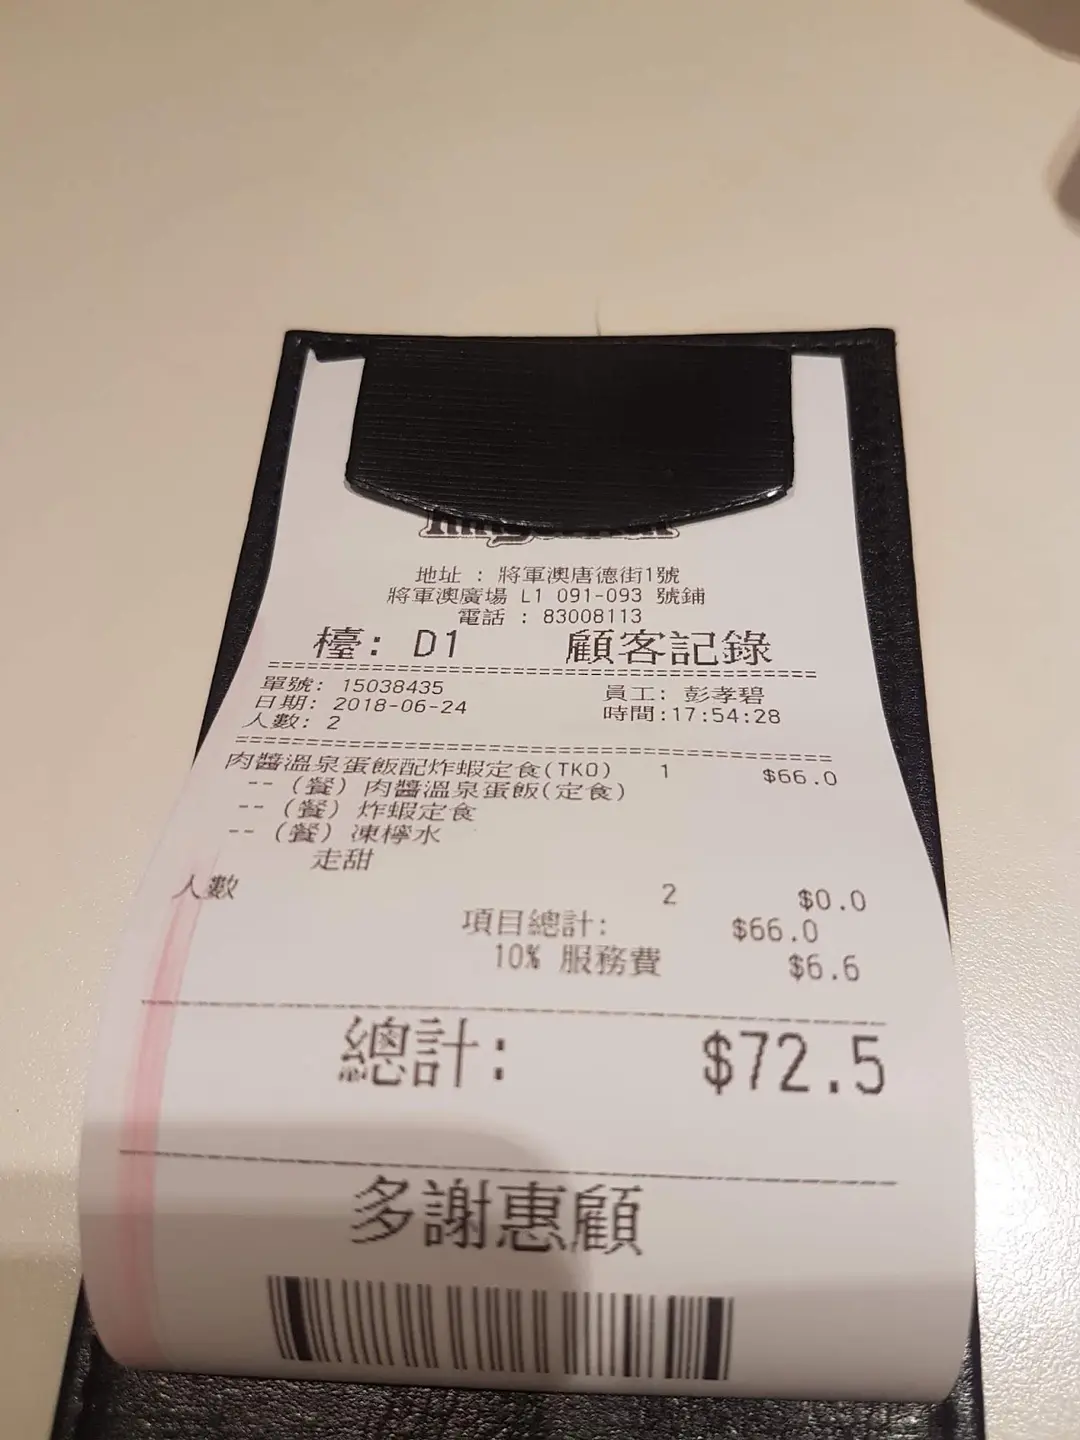 地址 : 將軍澳唐德街1號
將軍澳廣場 L1 091-093 號鋪
電話 : 83008113
檯: D1 顧客記錄
單號: 15038435 員工: 彭孝碧
日期: 2018-06-24 時間:17:54:28
人數: 2
肉醬溫泉蛋飯配炸蝦定食(TKO) 1 $66.0
-- (餐) 肉醬溫泉蛋飯(定食)
-- (餐) 炸蝦定食
-- (餐) 凍檸水
走甜
人數 2 $0.0
項目總計: $66.0
10% 服務費 $6.6
總計: $72.5
多謝惠顧